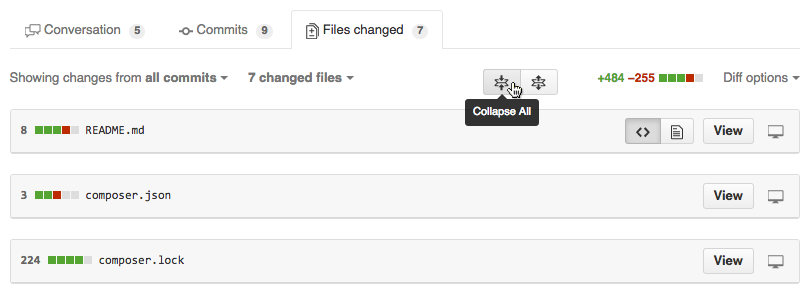 Conversation 5 Commits 9 Files changed 7
Showing changes from all commits 7 changed files +484 −255 Diff options
Collapse All
8 README.md <> View
3 composer.json View
224 composer.lock View